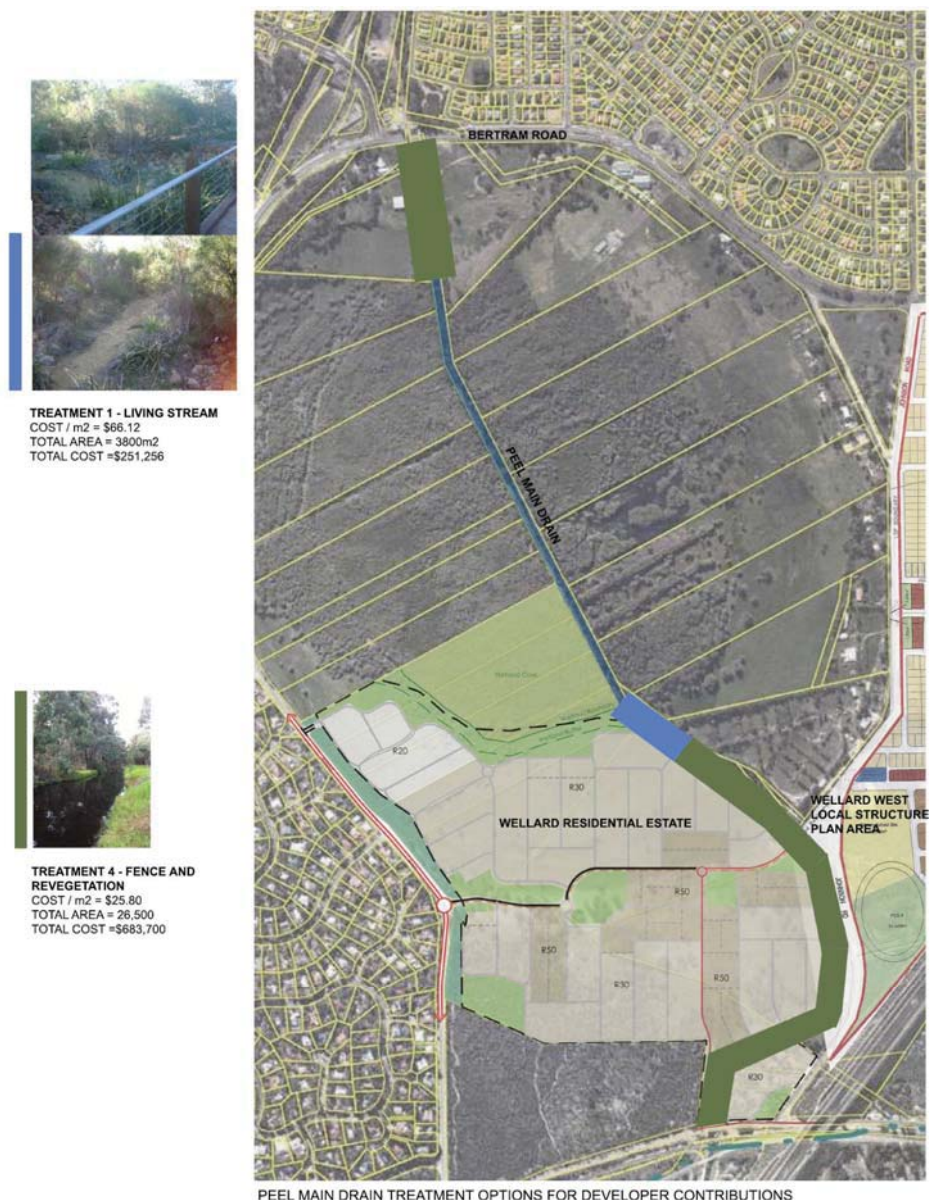 BERTRAM ROAD
TREATMENT 1 - LIVING STREAM
COST / m2 = $66.12
TOTAL AREA = 3800m2
TOTAL COST =$251,256
PEEL MAIN DRAIN
R20
R30
WELLARD RESIDENTIAL ESTATE
WELLARD WEST
LOCAL STRUCTURE
PLAN AREA
JOHNSON RD
TREATMENT 4 - FENCE AND
REVEGETATION
COST / m2 = $25.80
TOTAL AREA = 26,500
TOTAL COST =$683,700
R50
R50
R30
R50
R30
PEEL MAIN DRAIN TREATMENT OPTIONS FOR DEVELOPER CONTRIBUTIONS